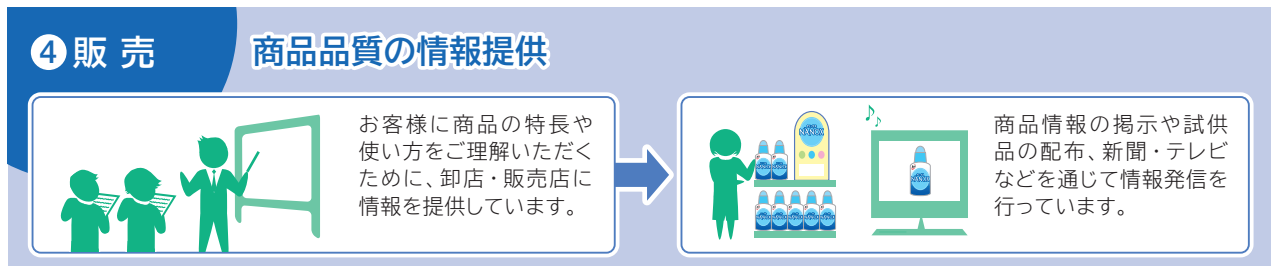 ❹販売
商品品質の情報提供
お客様に商品の特長や
使い方をご理解いただく
ために、卸店・販売店に
情報を提供しています。
NANOX
商品情報の掲示や試供
品の配布、新聞・テレビ
などを通じて情報発信を
行っています。